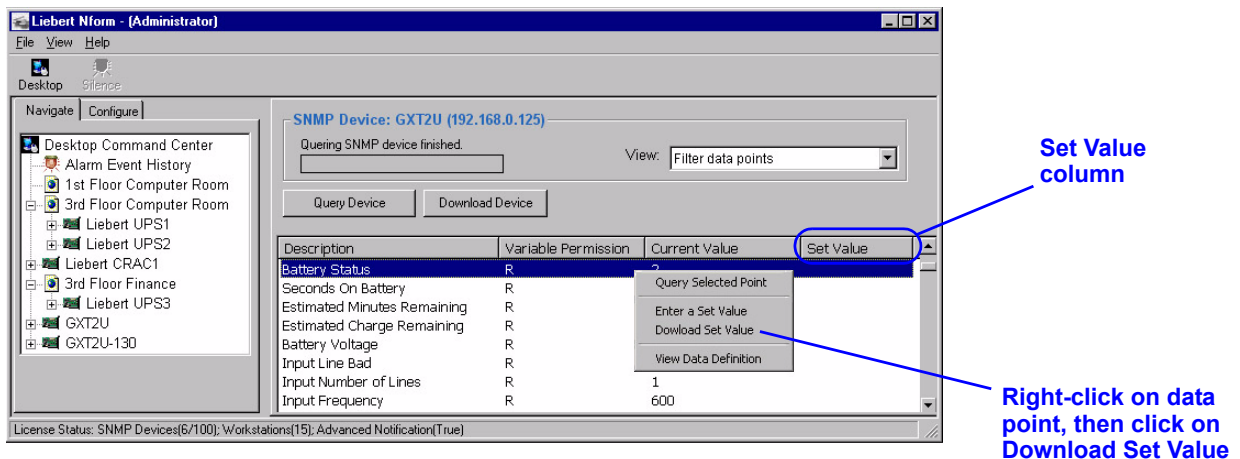 Liebert Nform - (Administrator)
File View Help
Desktop Silence
Navigate Configure
Desktop Command Center
Alarm Event History
1st Floor Computer Room
3rd Floor Computer Room
Liebert UPS1
Liebert UPS2
Liebert CRAC1
3rd Floor Finance
Liebert UPS3
GXT2U
GXT2U-130
SNMP Device: GXT2U (192.168.0.125)
Quering SNMP device finished.
View: Filter data points
Query Device Download Device
Description Variable Permission Current Value Set Value
Battery Status R 2
Seconds On Battery R
Estimated Minutes Remaining R
Estimated Charge Remaining R
Battery Voltage R
Input Line Bad R
Input Number of Lines R 1
Input Frequency R 600
Query Selected Point
Enter a Set Value
Dowload Set Value
View Data Definition
License Status: SNMP Devices(6/100); Workstations(15); Advanced Notification(True)
Set Value
column
Right-click on data
point, then click on
Download Set Value